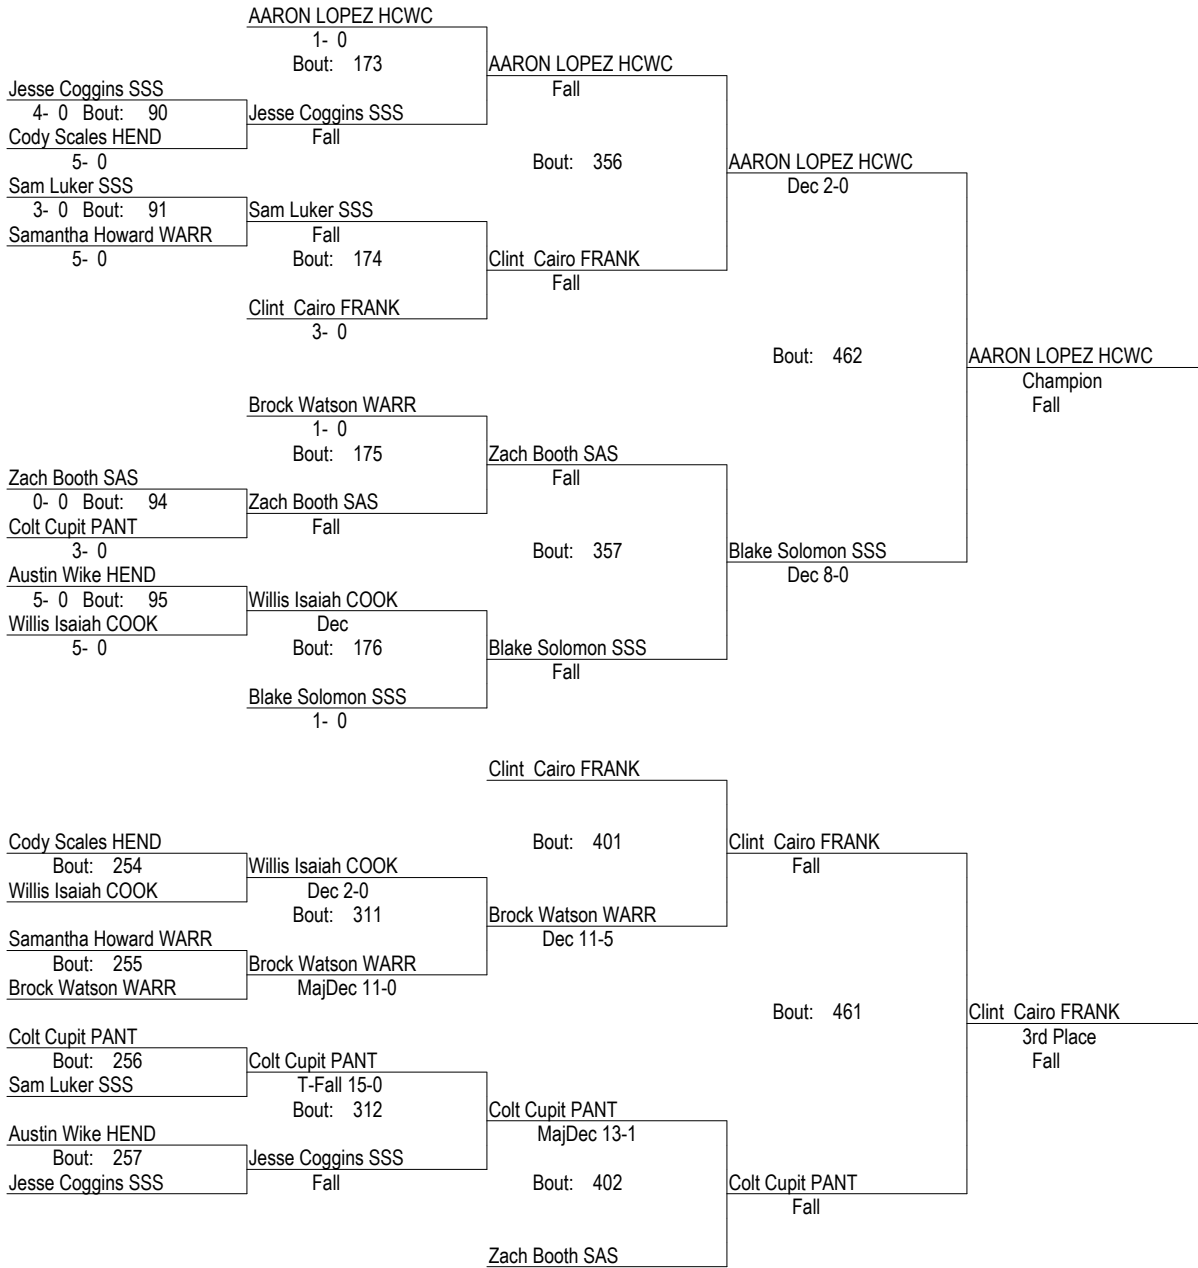 AARON LOPEZ HCWC
1- 0
Bout: 173
AARON LOPEZ HCWC
Fall
Jesse Coggins SSS
4- 0 Bout: 90
Jesse Coggins SSS
Cody Scales HEND
Fall
5- 0
Bout: 356
AARON LOPEZ HCWC
Dec 2-0
Sam Luker SSS
3- 0 Bout: 91
Sam Luker SSS
Samantha Howard WARR
Fall
5- 0
Bout: 174
Clint Cairo FRANK
Fall
Clint Cairo FRANK
3- 0
Bout: 462
AARON LOPEZ HCWC
Champion
Fall
Brock Watson WARR
1- 0
Bout: 175
Zach Booth SAS
Fall
Zach Booth SAS
0- 0 Bout: 94
Zach Booth SAS
Colt Cupit PANT
Fall
3- 0
Bout: 357
Blake Solomon SSS
Dec 8-0
Austin Wike HEND
5- 0 Bout: 95
Willis Isaiah COOK
Willis Isaiah COOK
Dec
5- 0
Bout: 176
Blake Solomon SSS
Fall
Blake Solomon SSS
1- 0
Clint Cairo FRANK
Bout: 401
Clint Cairo FRANK
Fall
Cody Scales HEND
Bout: 254
Willis Isaiah COOK
Willis Isaiah COOK
Dec 2-0
Bout: 311
Brock Watson WARR
Dec 11-5
Samantha Howard WARR
Bout: 255
Brock Watson WARR
Brock Watson WARR
MajDec 11-0
Bout: 461
Clint Cairo FRANK
3rd Place
Fall
Colt Cupit PANT
Bout: 256
Colt Cupit PANT
Sam Luker SSS
T-Fall 15-0
Bout: 312
Colt Cupit PANT
MajDec 13-1
Austin Wike HEND
Bout: 257
Jesse Coggins SSS
Jesse Coggins SSS
Fall
Bout: 402
Colt Cupit PANT
Fall
Zach Booth SAS